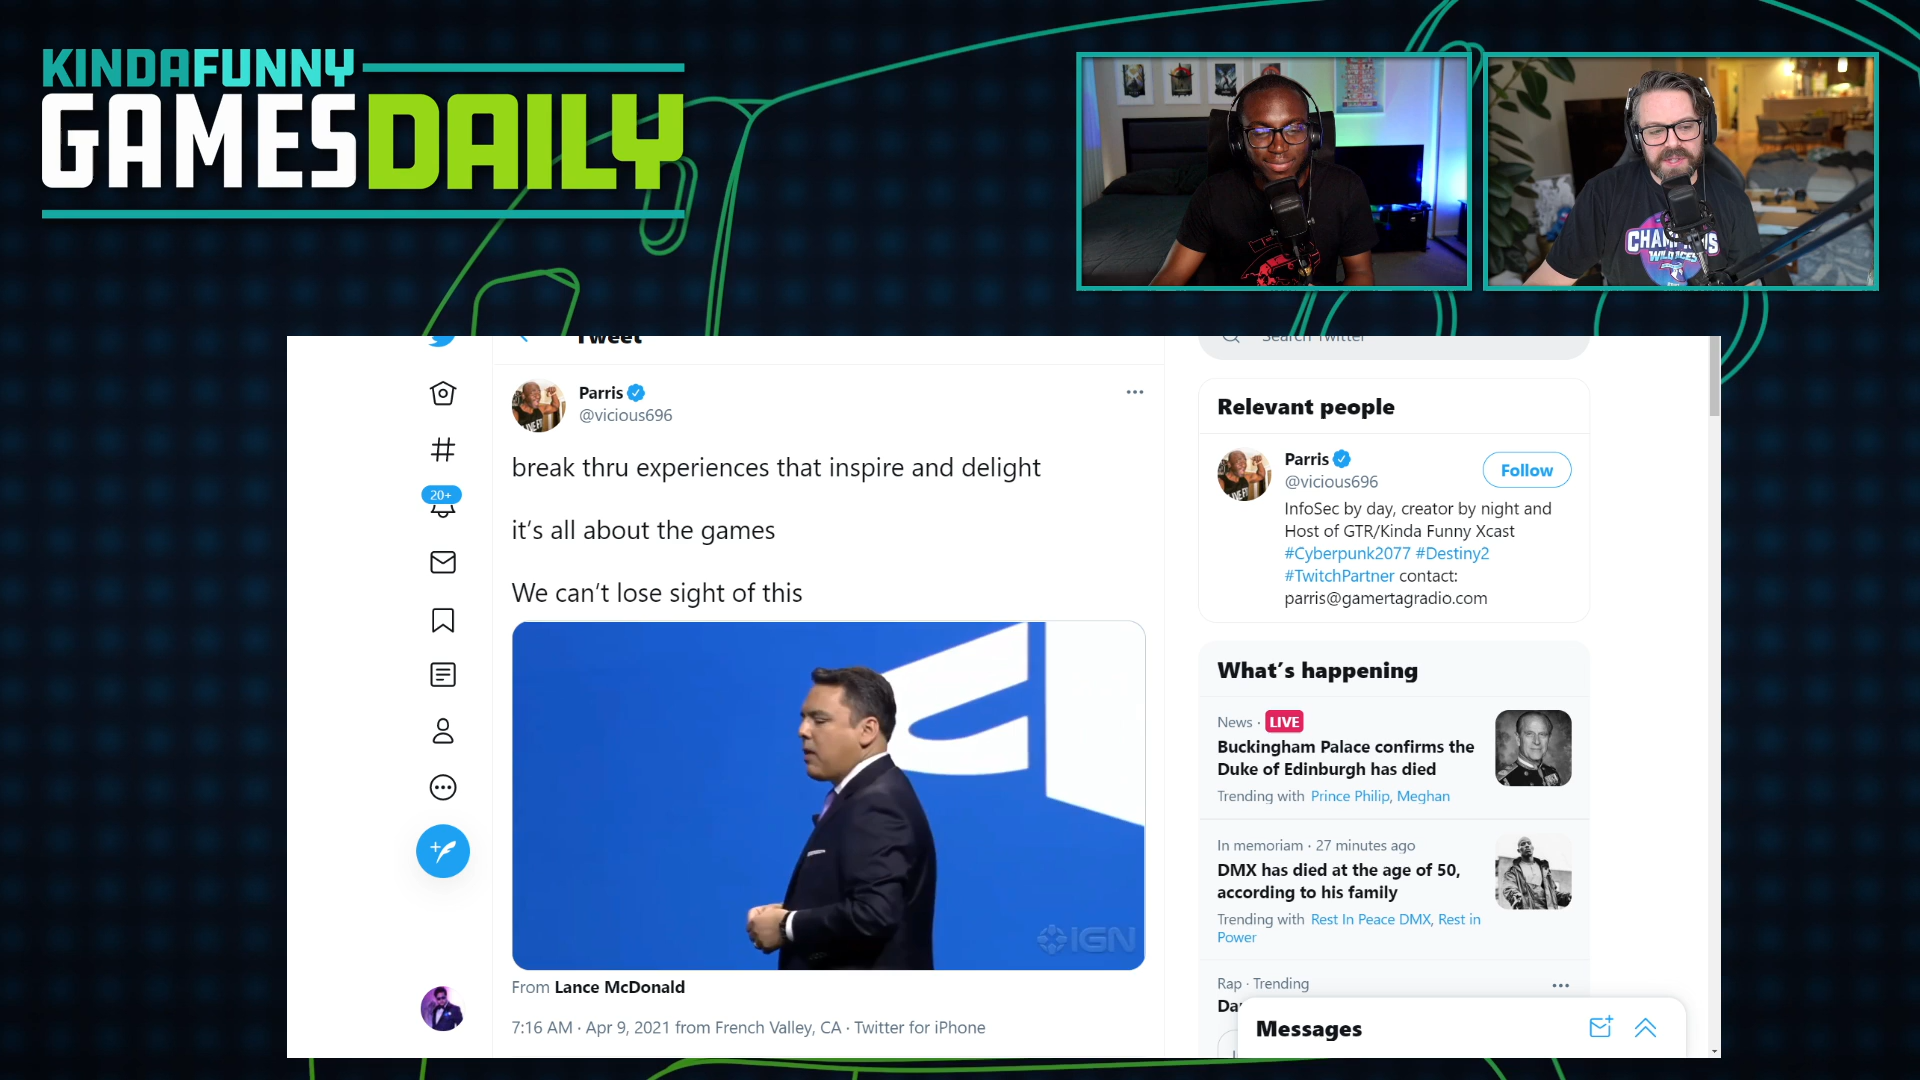 KINDAFUNNY
GAMESDAILY
CHAMPIONS
WILDICES
Tweet
Search Twitter
Parris
@vicious696
break thru experiences that inspire and delight
it's all about the games
We can't lose sight of this
IGN
From Lance McDonald
7:16 AM · Apr 9, 2021 from French Valley, CA · Twitter for iPhone
20+
Relevant people
Parris
@vicious696
Follow
InfoSec by day, creator by night and
Host of GTR/Kinda Funny Xcast
#Cyberpunk2077 #Destiny2
#TwitchPartner contact:
parris@gamertagradio.com
What's happening
News · LIVE
Buckingham Palace confirms the
Duke of Edinburgh has died
Trending with Prince Philip, Meghan
In memoriam · 27 minutes ago
DMX has died at the age of 50,
according to his family
Trending with Rest In Peace DMX, Rest in
Power
Rap · Trending
Messages